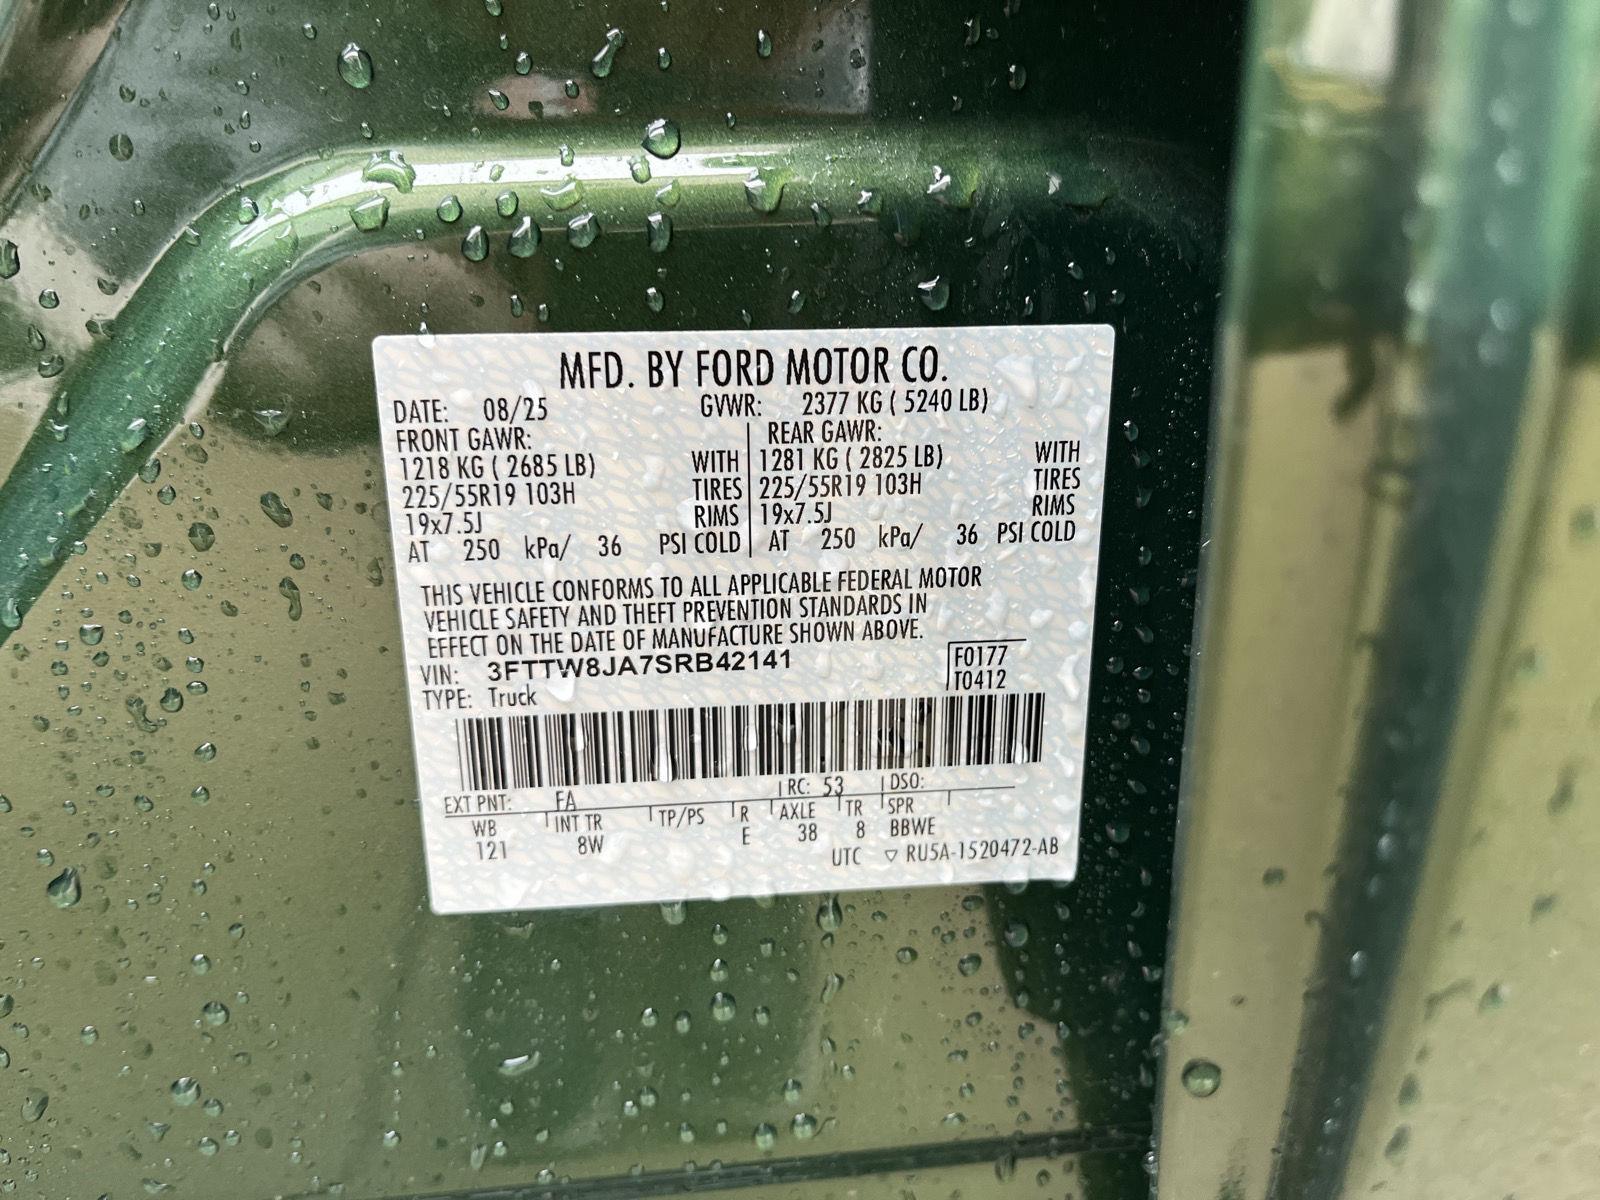 MFD. BY FORD MOTOR CO.
DATE: 08/25 GVWR: 2377 KG ( 5240 LB)
FRONT GAWR: REAR GAWR:
1218 KG ( 2685 LB) WITH 1281 KG ( 2825 LB) WITH
225/55R19 103H TIRES 225/55R19 103H TIRES
19x7.5J RIMS 19x7.5J RIMS
AT 250 kPa/ 36 PSI COLD AT 250 kPa/ 36 PSI COLD
THIS VEHICLE CONFORMS TO ALL APPLICABLE FEDERAL MOTOR
VEHICLE SAFETY AND THEFT PREVENTION STANDARDS IN
EFFECT ON THE DATE OF MANUFACTURE SHOWN ABOVE.
VIN: 3FTTW8JA7SRB42141 F0177
TYPE: Truck T0412
EXT PNT: FA RC: 53 DSO:
WB INT TR TP/PS R AXLE TR SPR
121 8W E 38 8 BBWE
UTC ▽ RU5A-1520472-AB